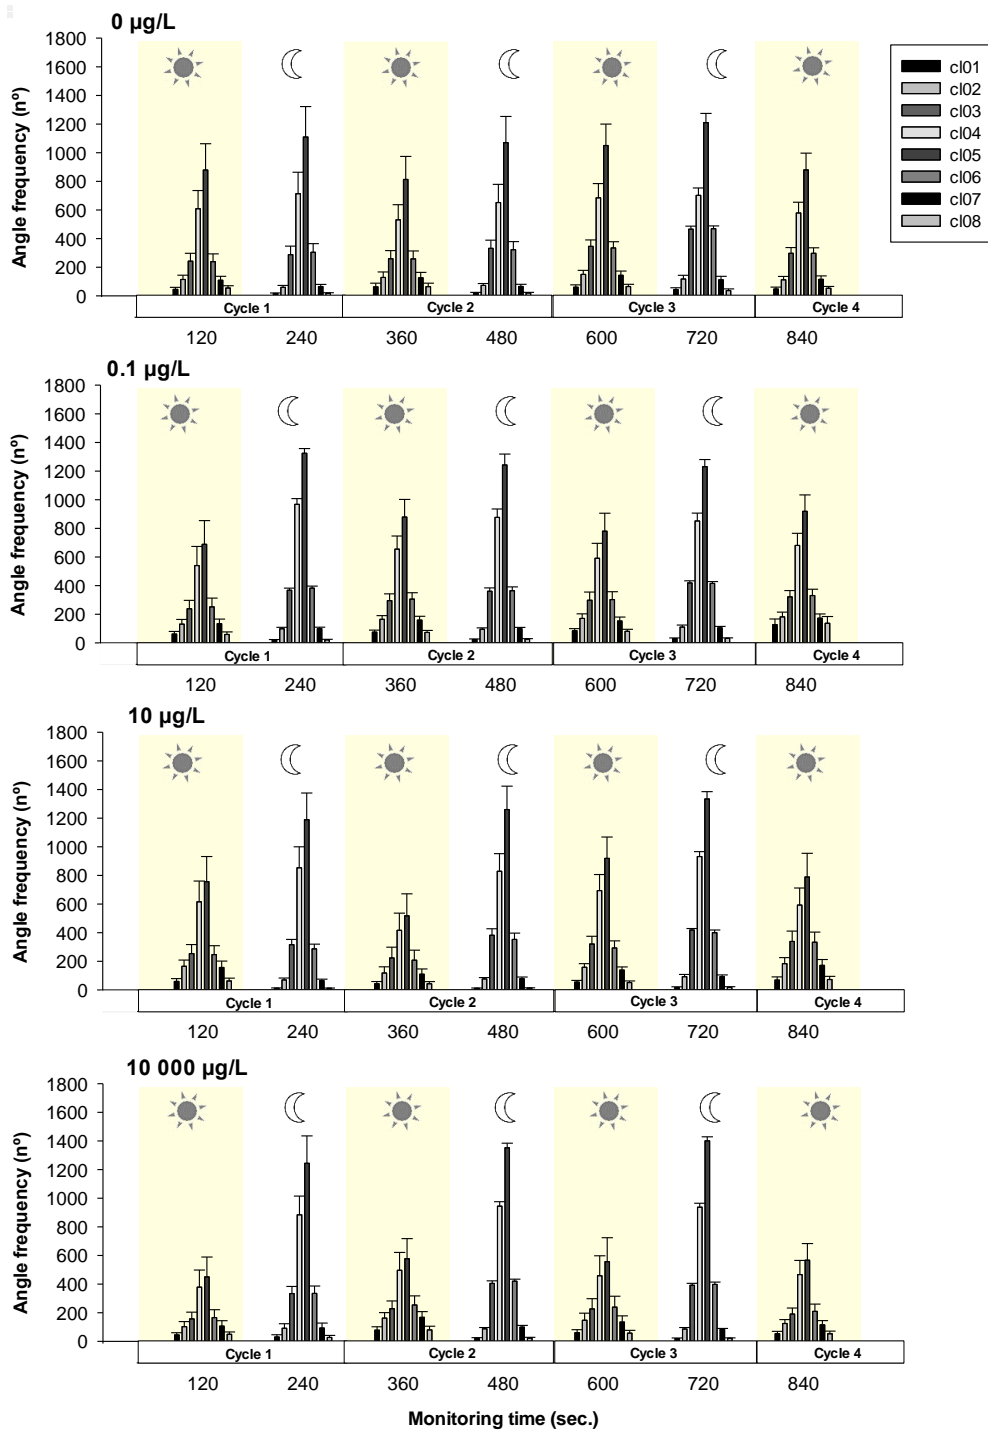 0 µg/L
1800
1600
1400
1200
1000
800
600
400
200
0
Angle frequency (nº)
cl01
cl02
cl03
cl04
cl05
cl06
cl07
cl08
Cycle 1 Cycle 2 Cycle 3 Cycle 4
120 240 360 480 600 720 840
0.1 µg/L
1800
1600
1400
1200
1000
800
600
400
200
0
Angle frequency (nº)
Cycle 1 Cycle 2 Cycle 3 Cycle 4
120 240 360 480 600 720 840
10 µg/L
1800
1600
1400
1200
1000
800
600
400
200
0
Angle frequency (nº)
Cycle 1 Cycle 2 Cycle 3 Cycle 4
120 240 360 480 600 720 840
10 000 µg/L
1800
1600
1400
1200
1000
800
600
400
200
0
Angle frequency (nº)
Cycle 1 Cycle 2 Cycle 3 Cycle 4
120 240 360 480 600 720 840
Monitoring time (sec.)